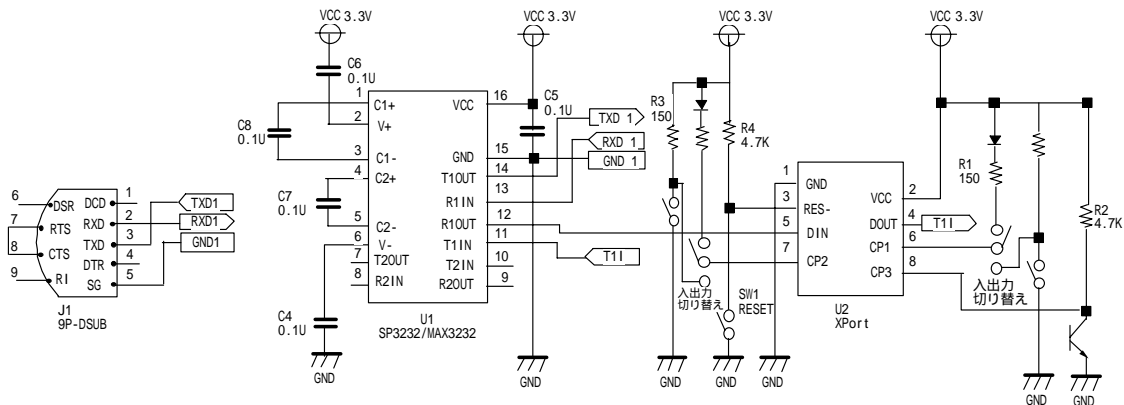 VCC 3.3V
VCC 3.3V
VCC 3.3V
VCC 3.3V
C6
0.1U
C8
0.1U
C7
0.1U
C4
0.1U
GND
1 C1+
2 V+
3 C1-
4 C2+
5 C2-
6 V-
7 T2OUT
8 R2IN
VCC 16
GND 15
T1OUT 14
R1IN 13
R1OUT 12
T1IN 11
T2IN 10
R2OUT 9
U1
SP3232/MAX3232
C5
0.1U
TXD 1
RXD 1
GND 1
T1I
GND
6 DSR
7 RTS
8 CTS
9 RI
DCD 1
RXD 2
TXD 3
DTR 4
SG 5
TXD1
RXD1
GND1
J1
9P-DSUB
R3
150
R4
4.7K
入出力
切り替え
SW1
RESET
GND
GND
1 GND
3 RES-
5 DIN
7 CP2
VCC 2
DOUT 4
CP1 6
CP3 8
U2
XPort
T1I
R1
150
R2
4.7K
入出力
切り替え
GND
GND